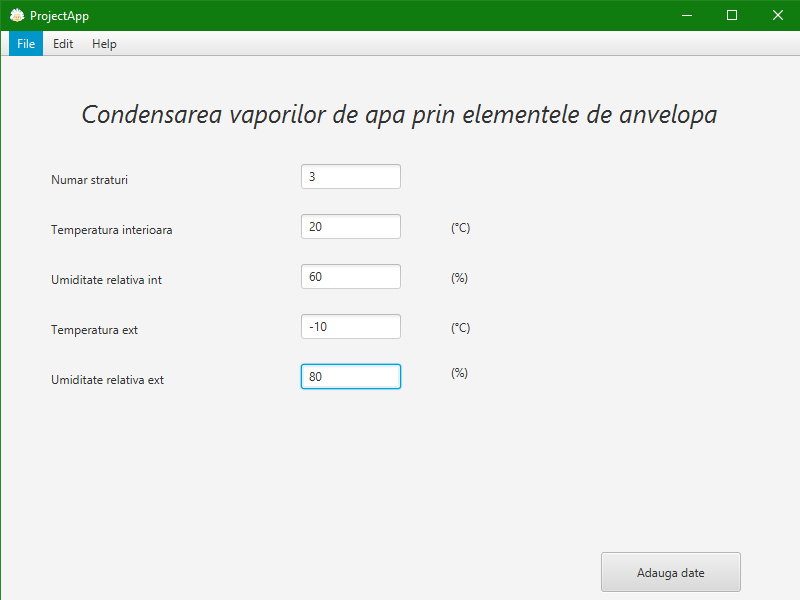 ProjectApp
File Edit Help
Condensarea vaporilor de apa prin elementele de anvelopa
Numar straturi 3
Temperatura interioara 20 (°C)
Umiditate relativa int 60 (%)
Temperatura ext -10 (°C)
Umiditate relativa ext 80 (%)
Adauga date